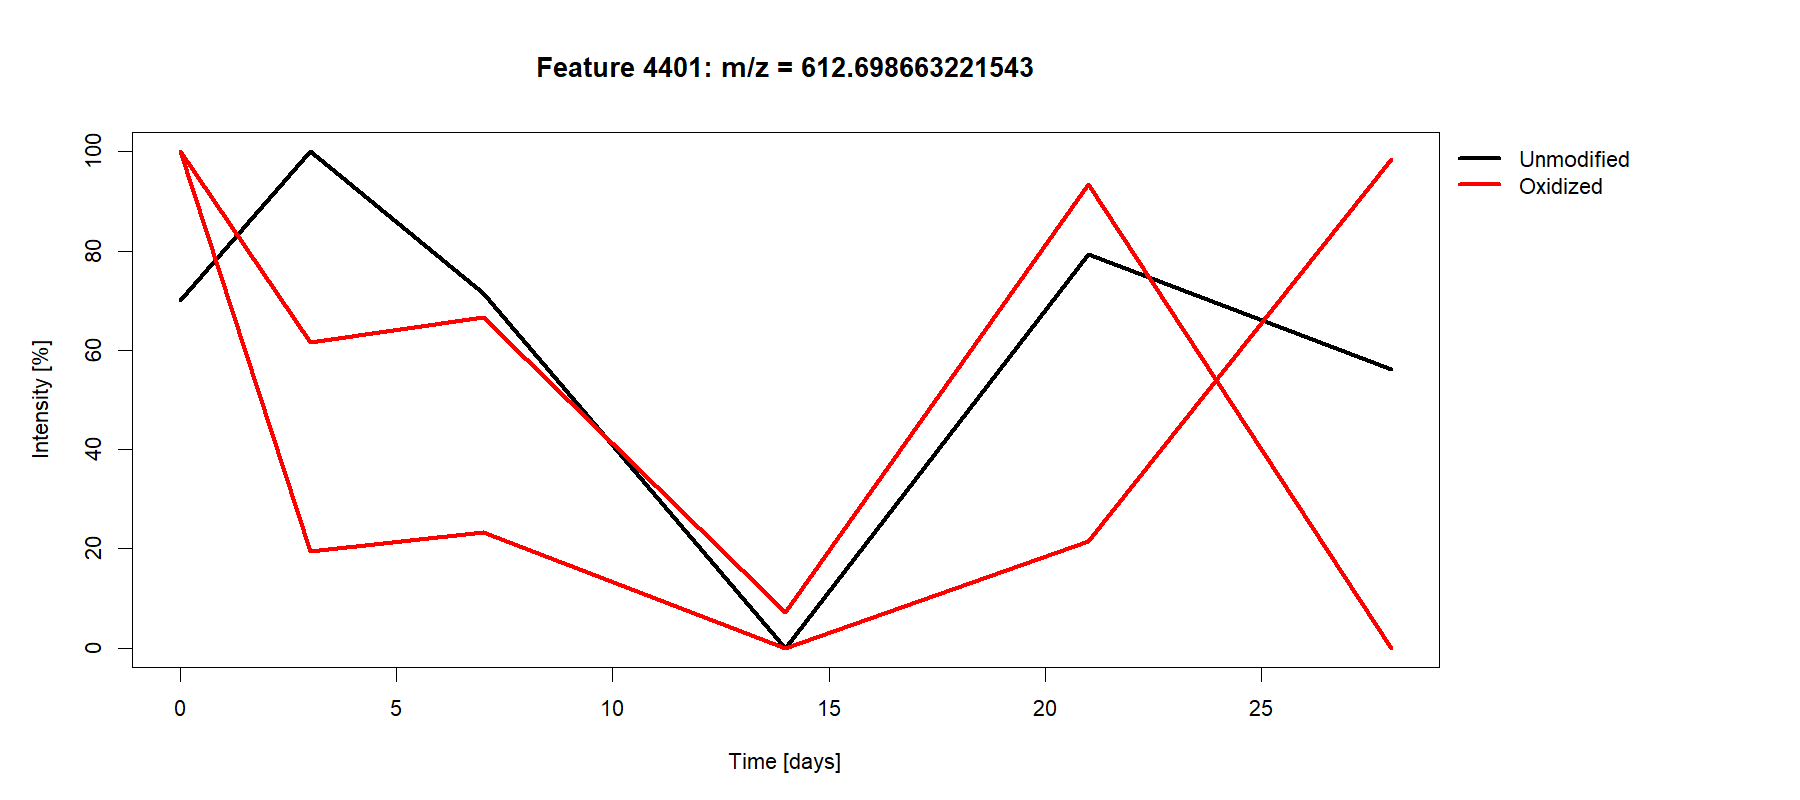 Feature 4401: m/z = 612.698663221543
Unmodified
Oxidized
Intensity [%]
100
80
60
40
20
0
0 5 10 15 20 25
Time [days]